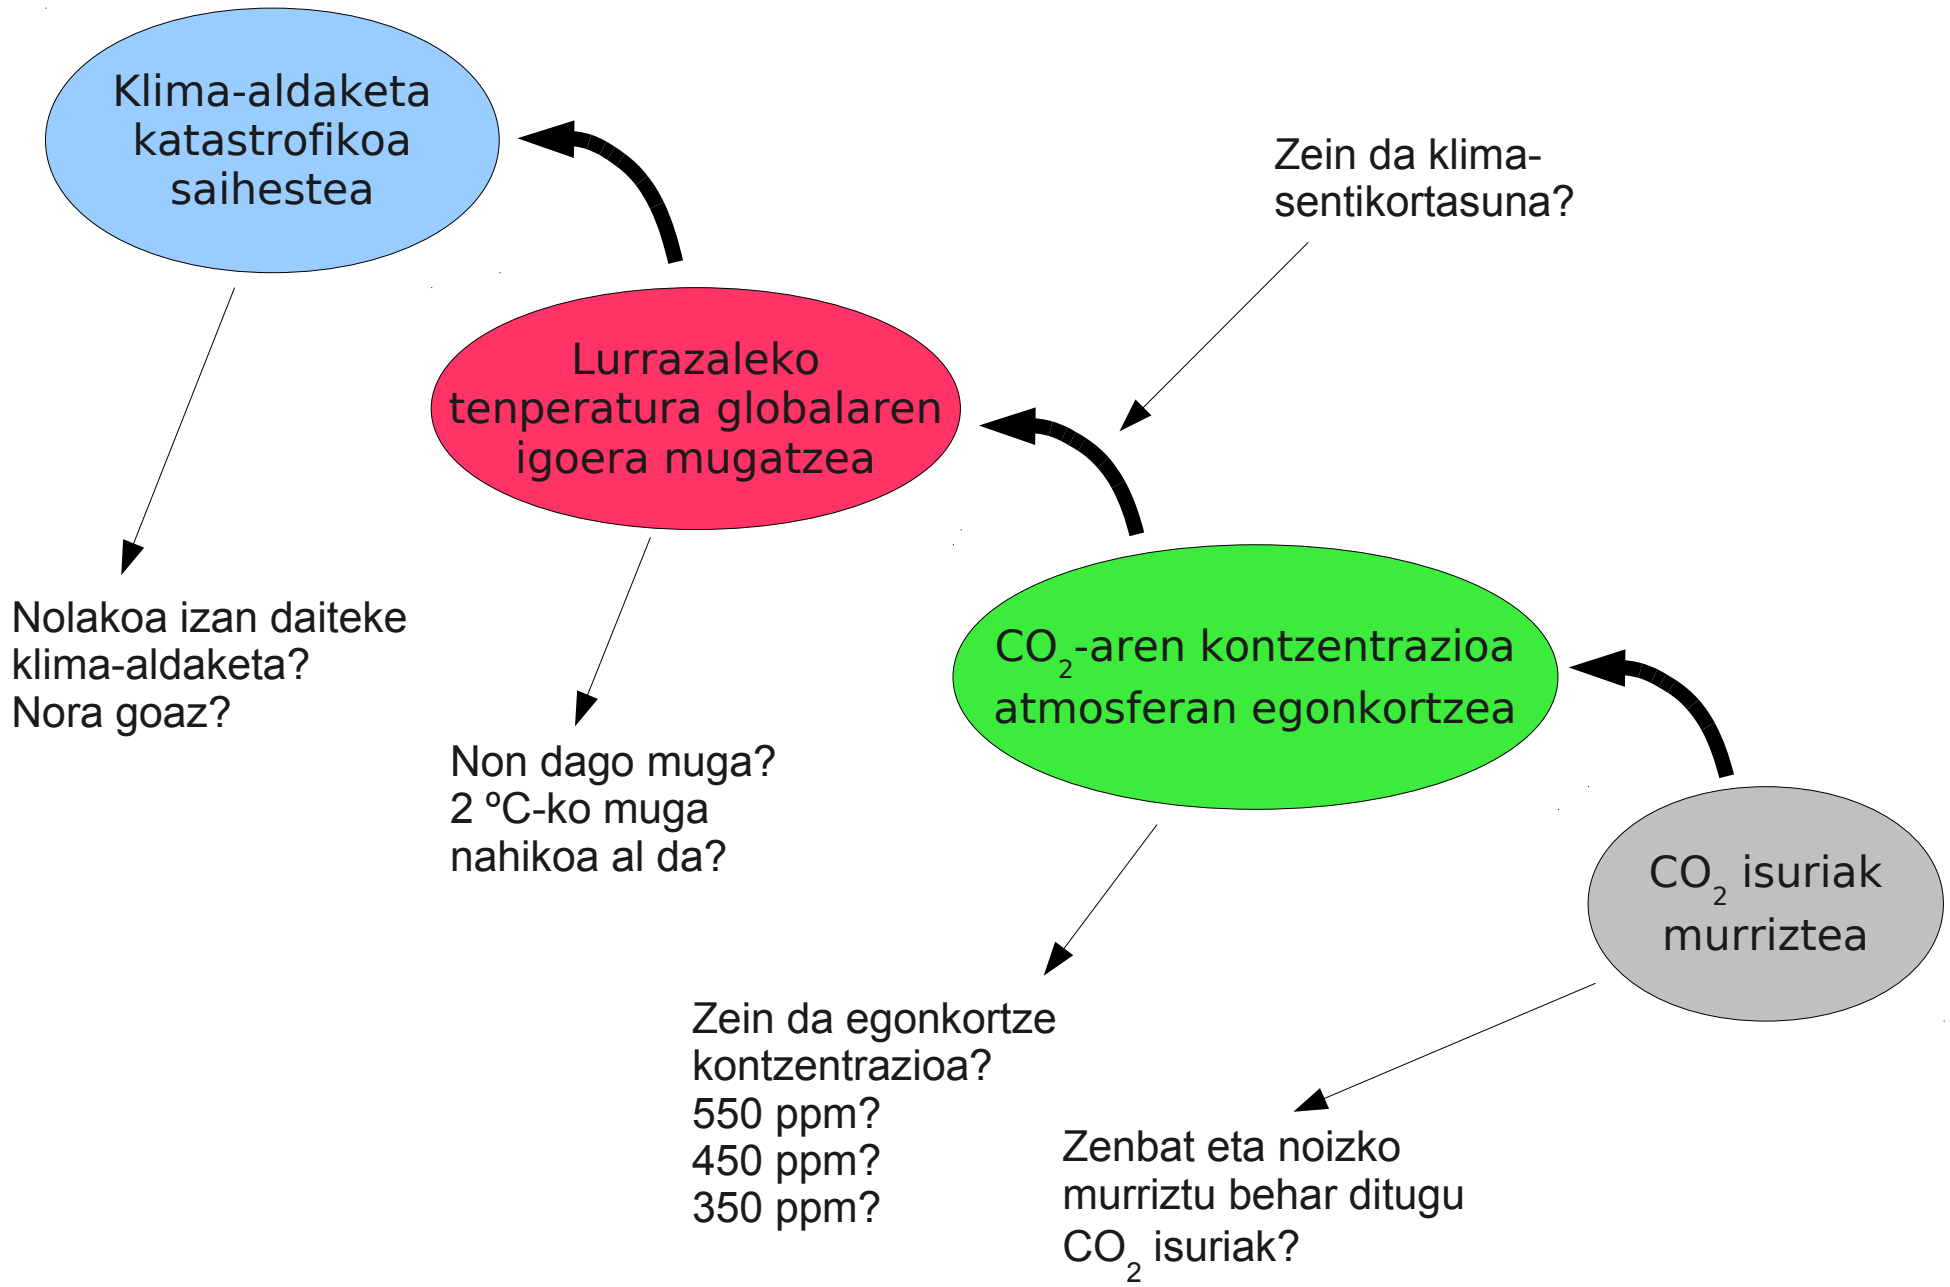 Klima-aldaketa
katastrofikoa
saihestea
Zein da klima-
sentikortasuna?
Lurrazaleko
tenperatura globalaren
igoera mugatzea
Nolakoa izan daiteke
klima-aldaketa?
Nora goaz?
CO₂-aren kontzentrazioa
atmosferan egonkortzea
Non dago muga?
2 ºC-ko muga
nahikoa al da?
CO₂ isuriak
murriztea
Zein da egonkortze
kontzentrazioa?
550 ppm?
450 ppm?
350 ppm?
Zenbat eta noizko
murriztu behar ditugu
CO₂ isuriak?